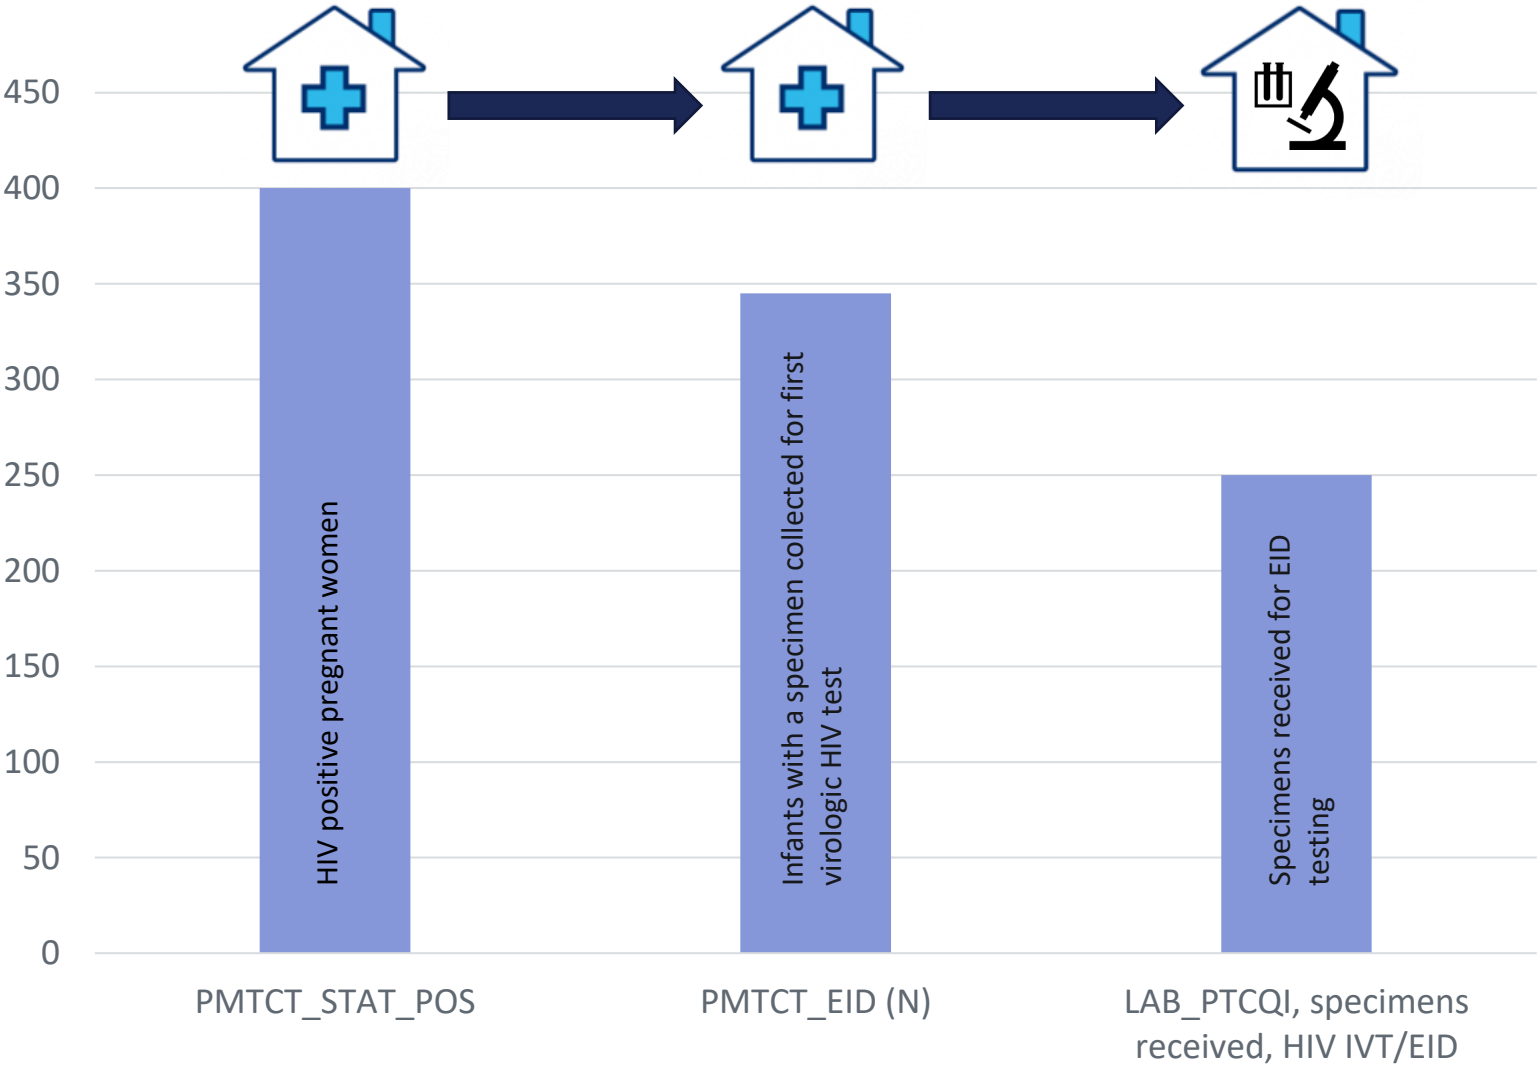 450
400
350
300
250
200
150
100
50
0
HIV positive pregnant women
Infants with a specimen collected for first
virologic HIV test
Specimens received for EID
testing
PMTCT_STAT_POS
PMTCT_EID (N)
LAB_PTCQI, specimens
received, HIV IVT/EID